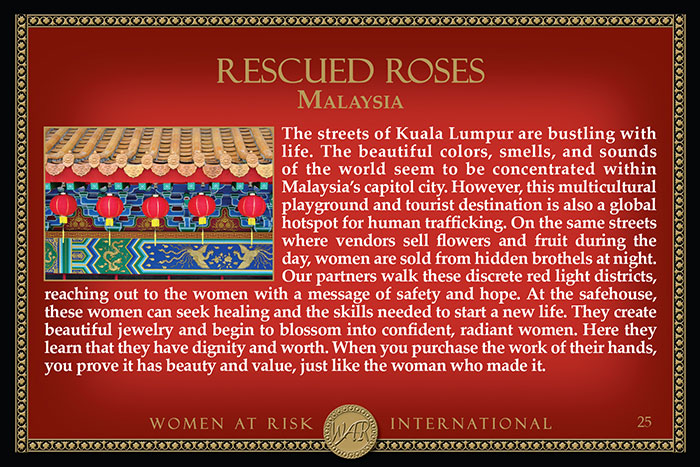 RESCUED ROSES
MALAYSIA
The streets of Kuala Lumpur are bustling with
life. The beautiful colors, smells, and sounds
of the world seem to be concentrated within
Malaysia's capitol city. However, this multicultural
playground and tourist destination is also a global
hotspot for human trafficking. On the same streets
where vendors sell flowers and fruit during the
day, women are sold from hidden brothels at night.
Our partners walk these discrete red light districts,
reaching out to the women with a message of safety and hope. At the safehouse,
these women can seek healing and the skills needed to start a new life. They create
beautiful jewelry and begin to blossom into confident, radiant women. Here they
learn that they have dignity and worth. When you purchase the work of their hands,
you prove it has beauty and value, just like the woman who made it.
WOMEN AT RISK WAR INTERNATIONAL 25